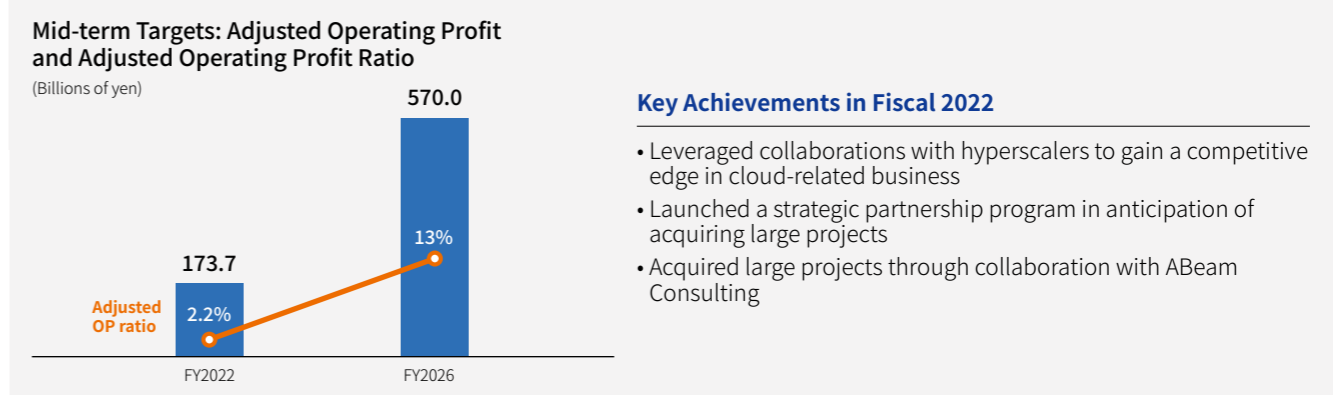 Mid-term Targets: Adjusted Operating Profit
and Adjusted Operating Profit Ratio
(Billions of yen)
570.0
13%
173.7
Adjusted
OP ratio
2.2%
FY2022
FY2026
Key Achievements in Fiscal 2022
• Leveraged collaborations with hyperscalers to gain a competitive
edge in cloud-related business
• Launched a strategic partnership program in anticipation of
acquiring large projects
• Acquired large projects through collaboration with ABeam
Consulting